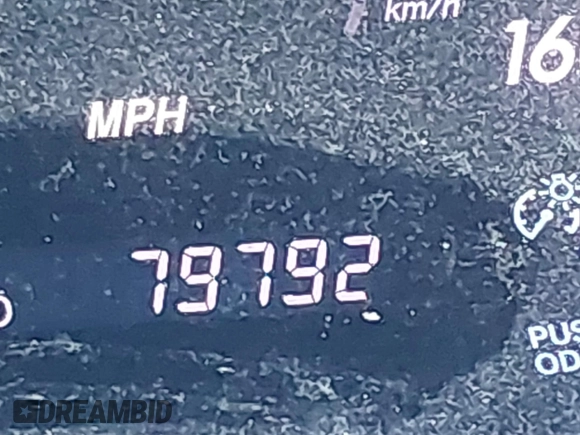 km/h
16
MPH
79792
PUS
OD
DREAMBID